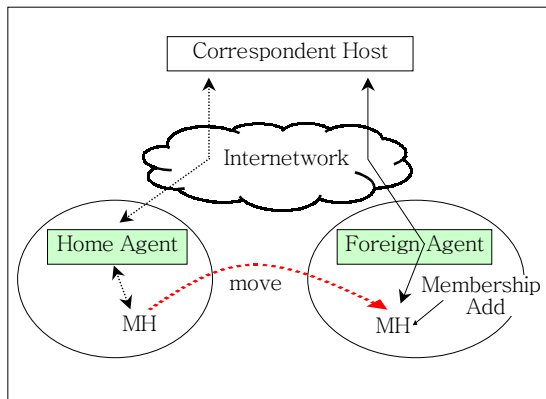 Correspondent Host
Internetwork
Home Agent
Foreign Agent
move
Membership
Add
MH
MH